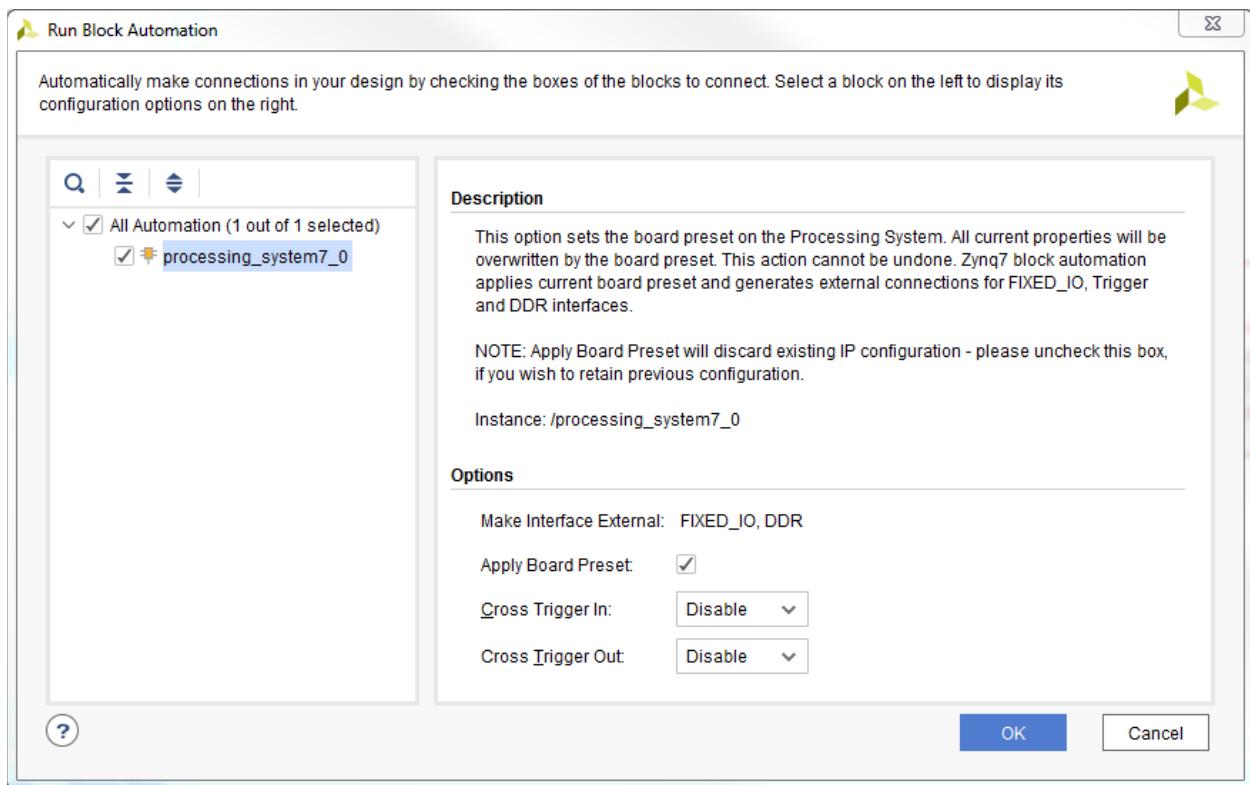 Run Block Automation
Automatically make connections in your design by checking the boxes of the blocks to connect. Select a block on the left to display its
configuration options on the right.
All Automation (1 out of 1 selected)
processing_system7_0
Description
This option sets the board preset on the Processing System. All current properties will be
overwritten by the board preset. This action cannot be undone. Zynq7 block automation
applies current board preset and generates external connections for FIXED_IO, Trigger
and DDR interfaces.
NOTE: Apply Board Preset will discard existing IP configuration - please uncheck this box,
if you wish to retain previous configuration.
Instance: /processing_system7_0
Options
Make Interface External: FIXED_IO, DDR
Apply Board Preset:
Cross Trigger In: Disable
Cross Trigger Out: Disable
?
OK Cancel